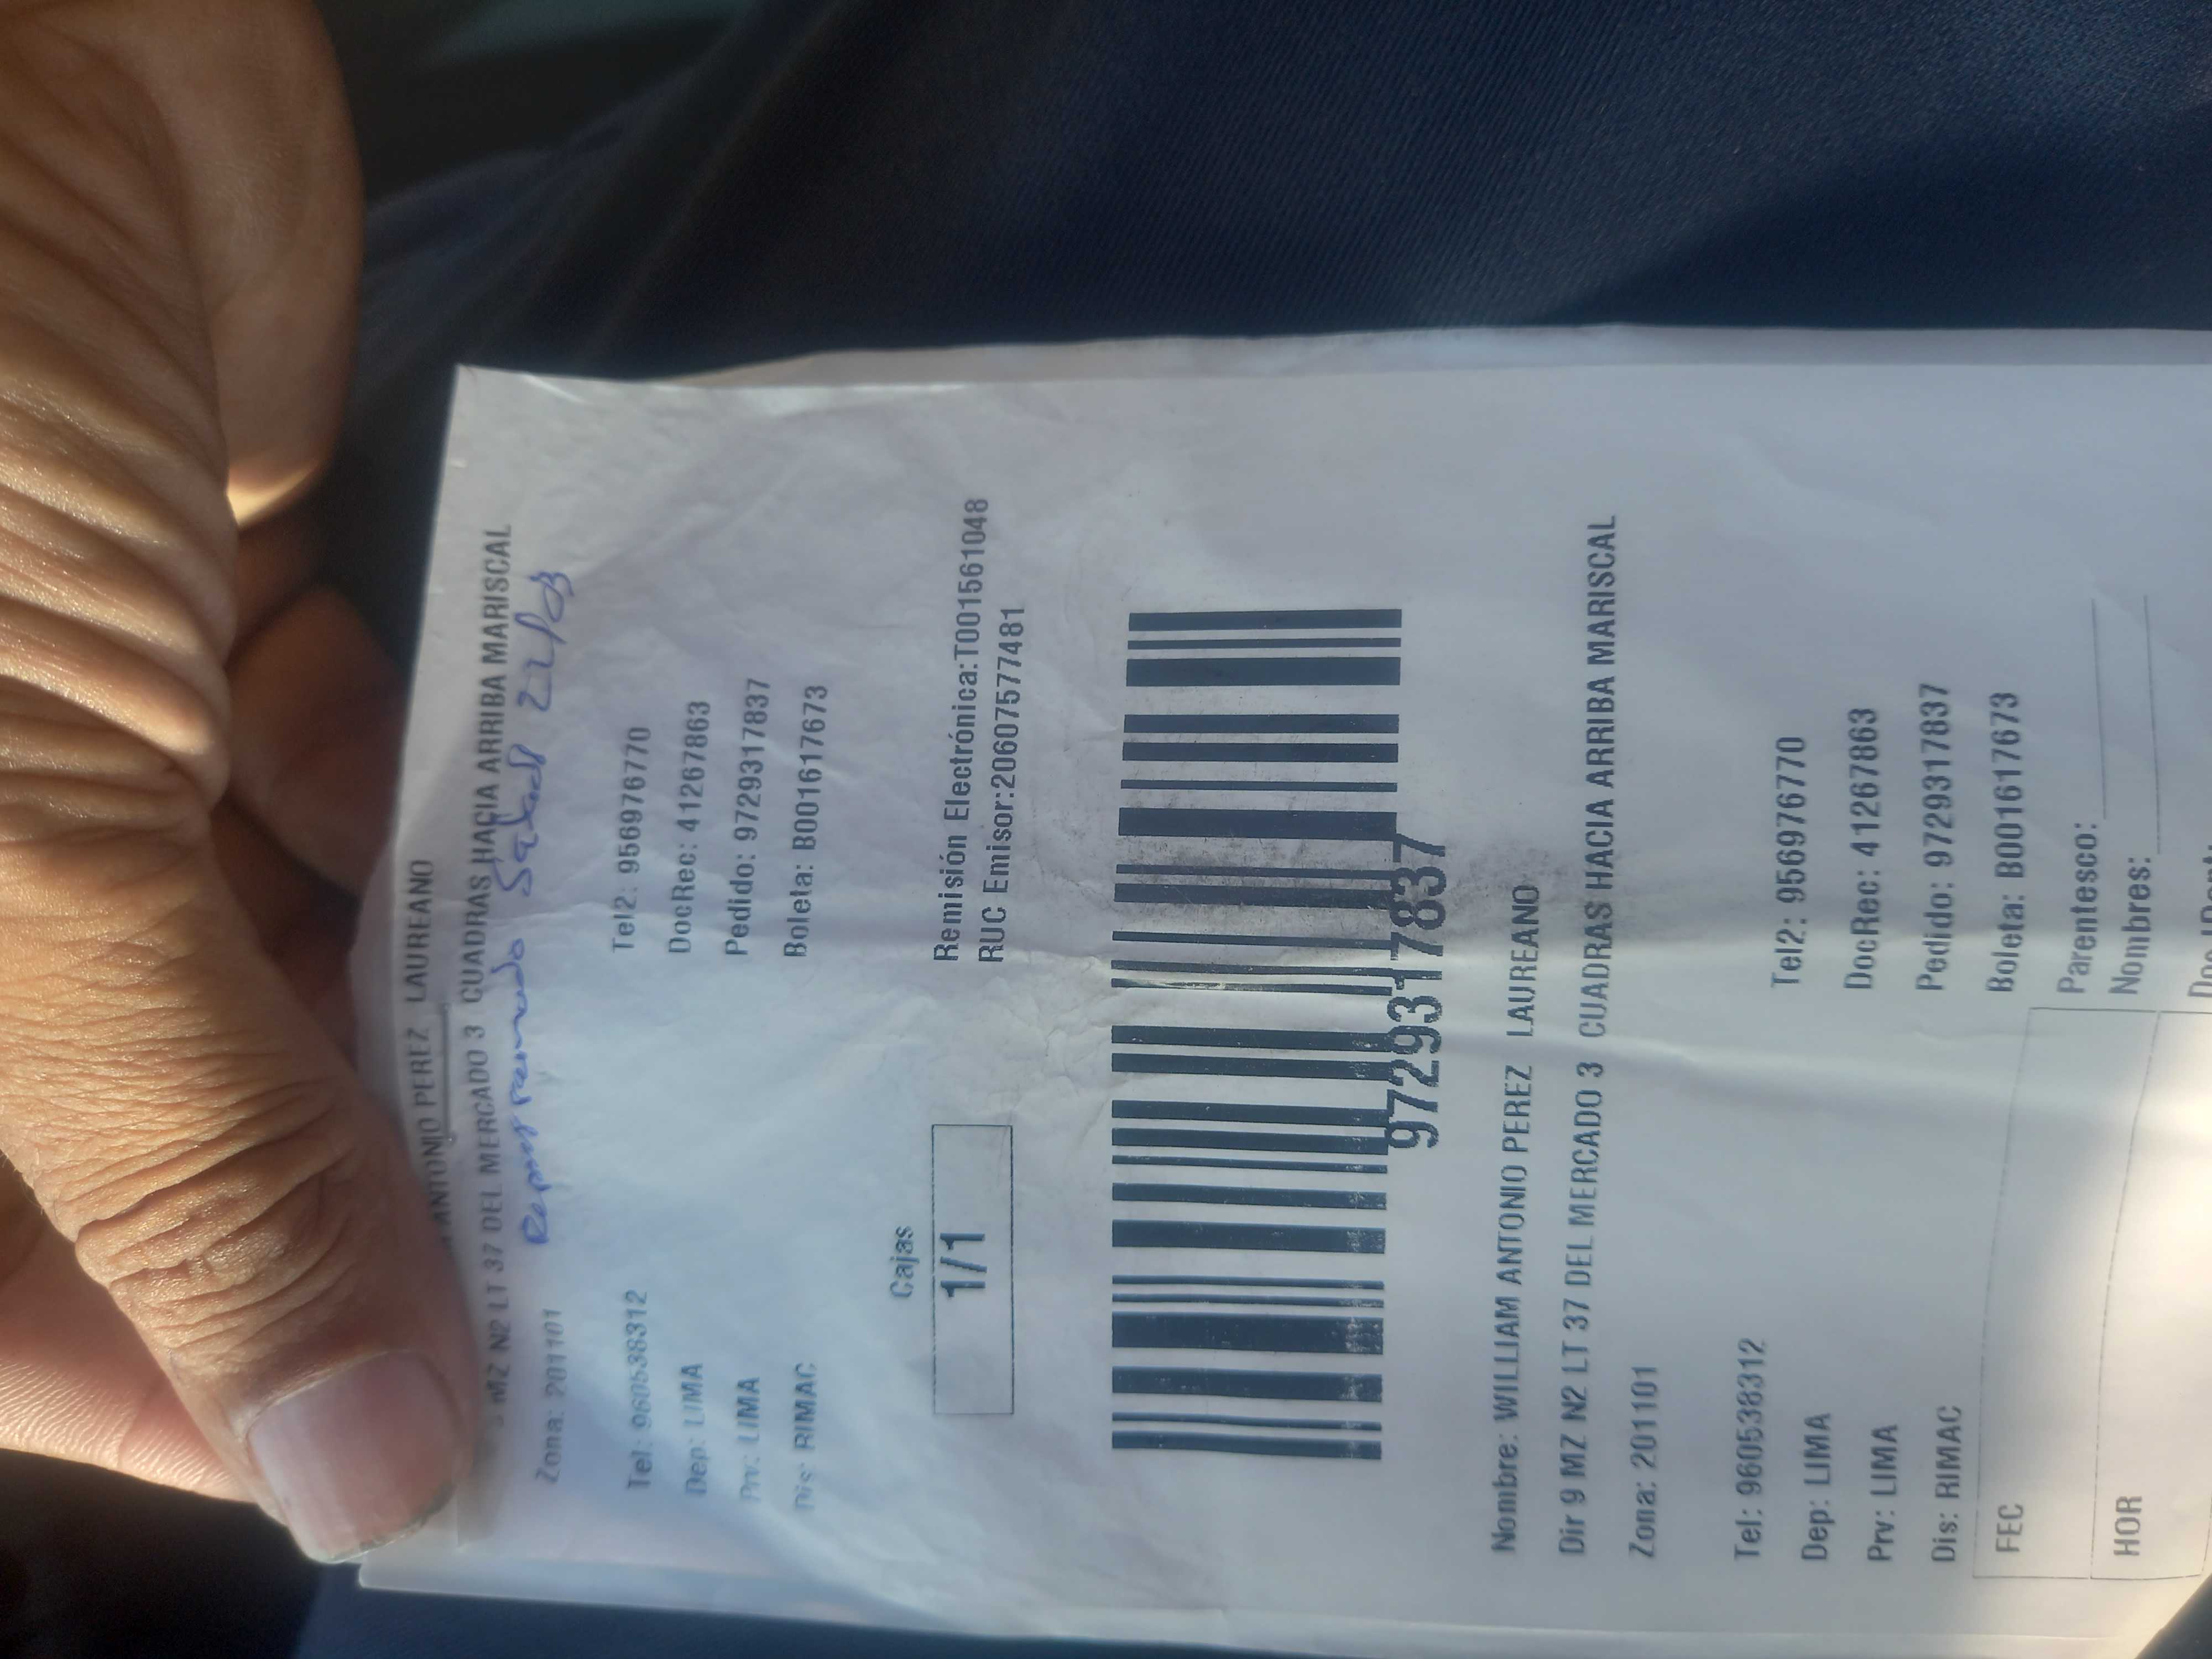 ANTONIO PEREZ LAUREANO
MZ N2 LT 37 DEL MERCADO 3 CUADRAS HACIA ARRIBA MARISCAL
Zona: 201101
Reprogramado Sabad 22/03
Tel: 960538312
Tel2: 956976770
Dep: LIMA
DocRec: 41267863
Prv: LIMA
Pedido: 9729317837
Dis: RIMAC
Boleta: B001617673
Cajas
1/1
Remisión Electrónica:T001561048
RUC Emisor:20607577481
9729317837
Nombre: WILLIAM ANTONIO PEREZ LAUREANO
Dir 9 MZ N2 LT 37 DEL MERCADO 3 CUADRAS HACIA ARRIBA MARISCAL
Zona: 201101
Tel: 960538312
Tel2: 956976770
Dep: LIMA
DocRec: 41267863
Prv: LIMA
Pedido: 9729317837
Dis: RIMAC
Boleta: B001617673
FEC
Parentesco:
HOR
Nombres: